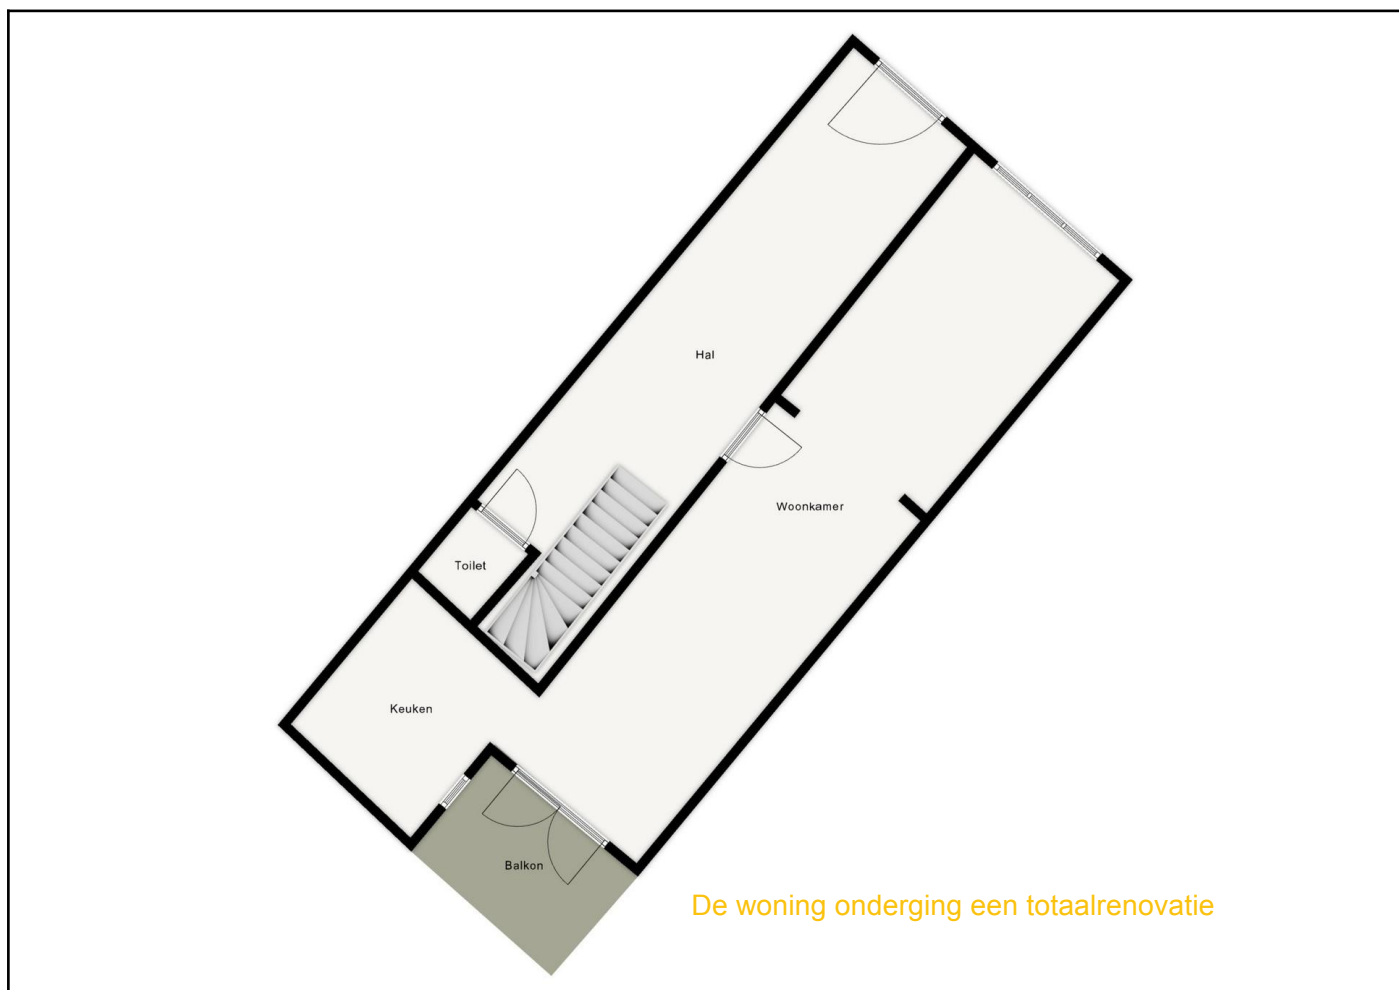 Hal
Woonkamer
Toilet
Keuken
Balkon
De woning onderging een totaalrenovatie